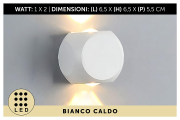 WATT: 1 X 2 | DIMENSIONI: (L) 6,5 X (H) 6,5 X (P) 5,5 CM
LED
BIANCO CALDO